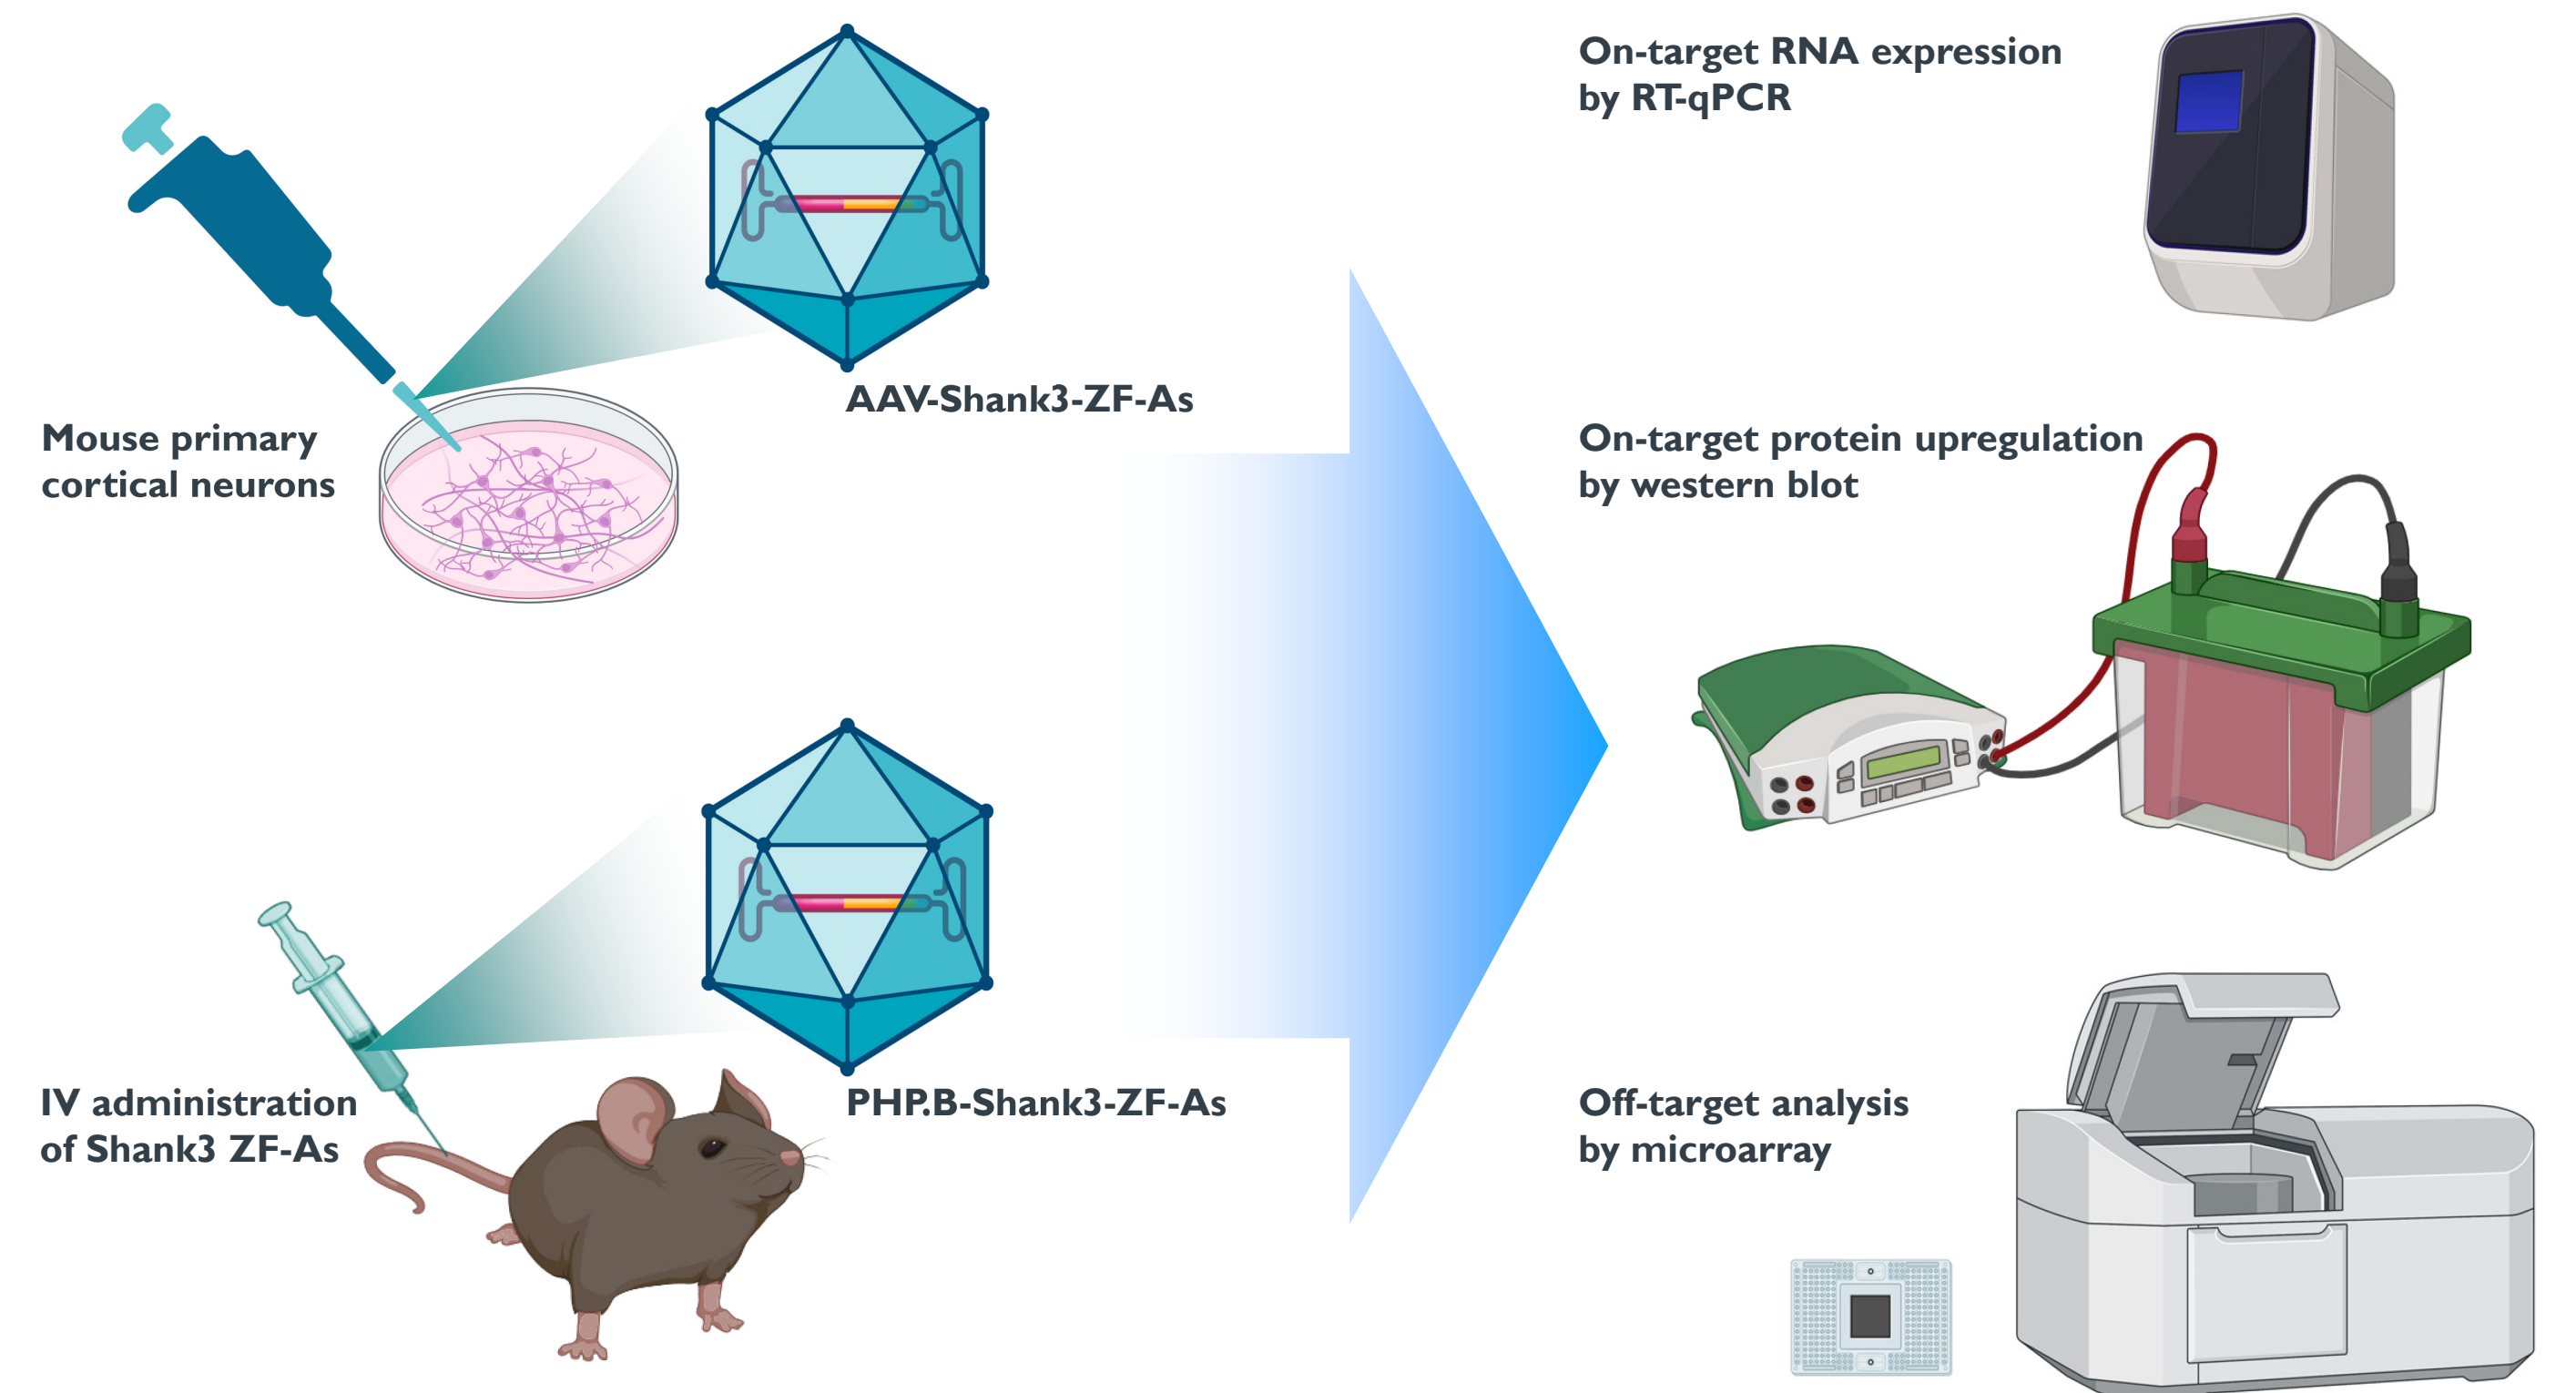 Mouse primary
cortical neurons
AAV-Shank3-ZF-As
IV administration
of Shank3 ZF-As
PHP.B-Shank3-ZF-As
On-target RNA expression
by RT-qPCR
On-target protein upregulation
by western blot
Off-target analysis
by microarray